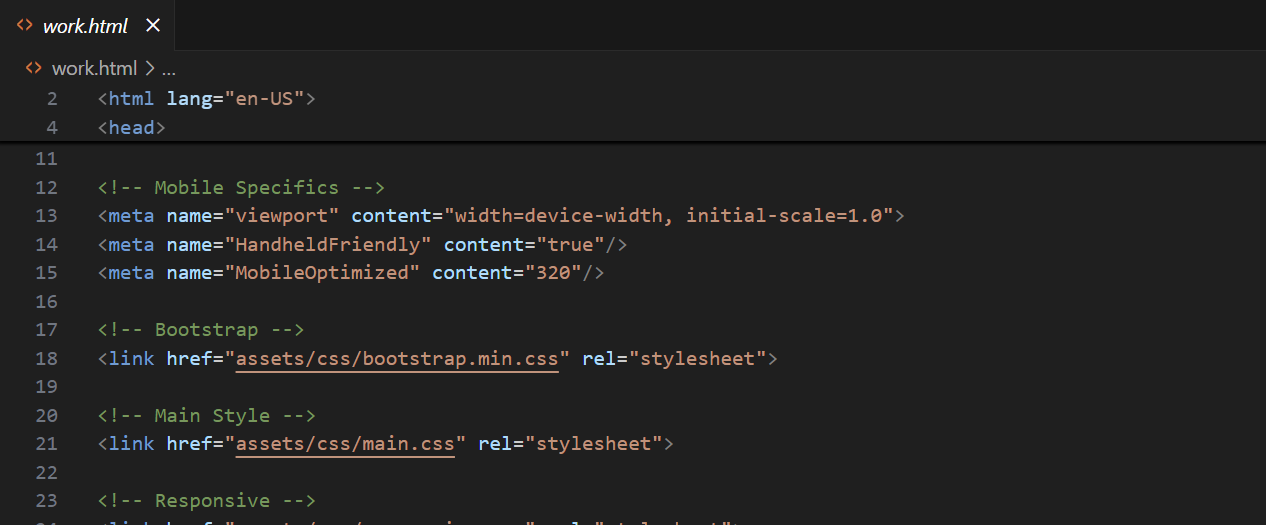 work.html
work.html > ...
2 <html lang="en-US">
4 <head>
11
12 <!-- Mobile Specifics -->
13 <meta name="viewport" content="width=device-width, initial-scale=1.0">
14 <meta name="HandheldFriendly" content="true"/>
15 <meta name="MobileOptimized" content="320"/>
16
17 <!-- Bootstrap -->
18 <link href="assets/css/bootstrap.min.css" rel="stylesheet">
19
20 <!-- Main Style -->
21 <link href="assets/css/main.css" rel="stylesheet">
22
23 <!-- Responsive -->